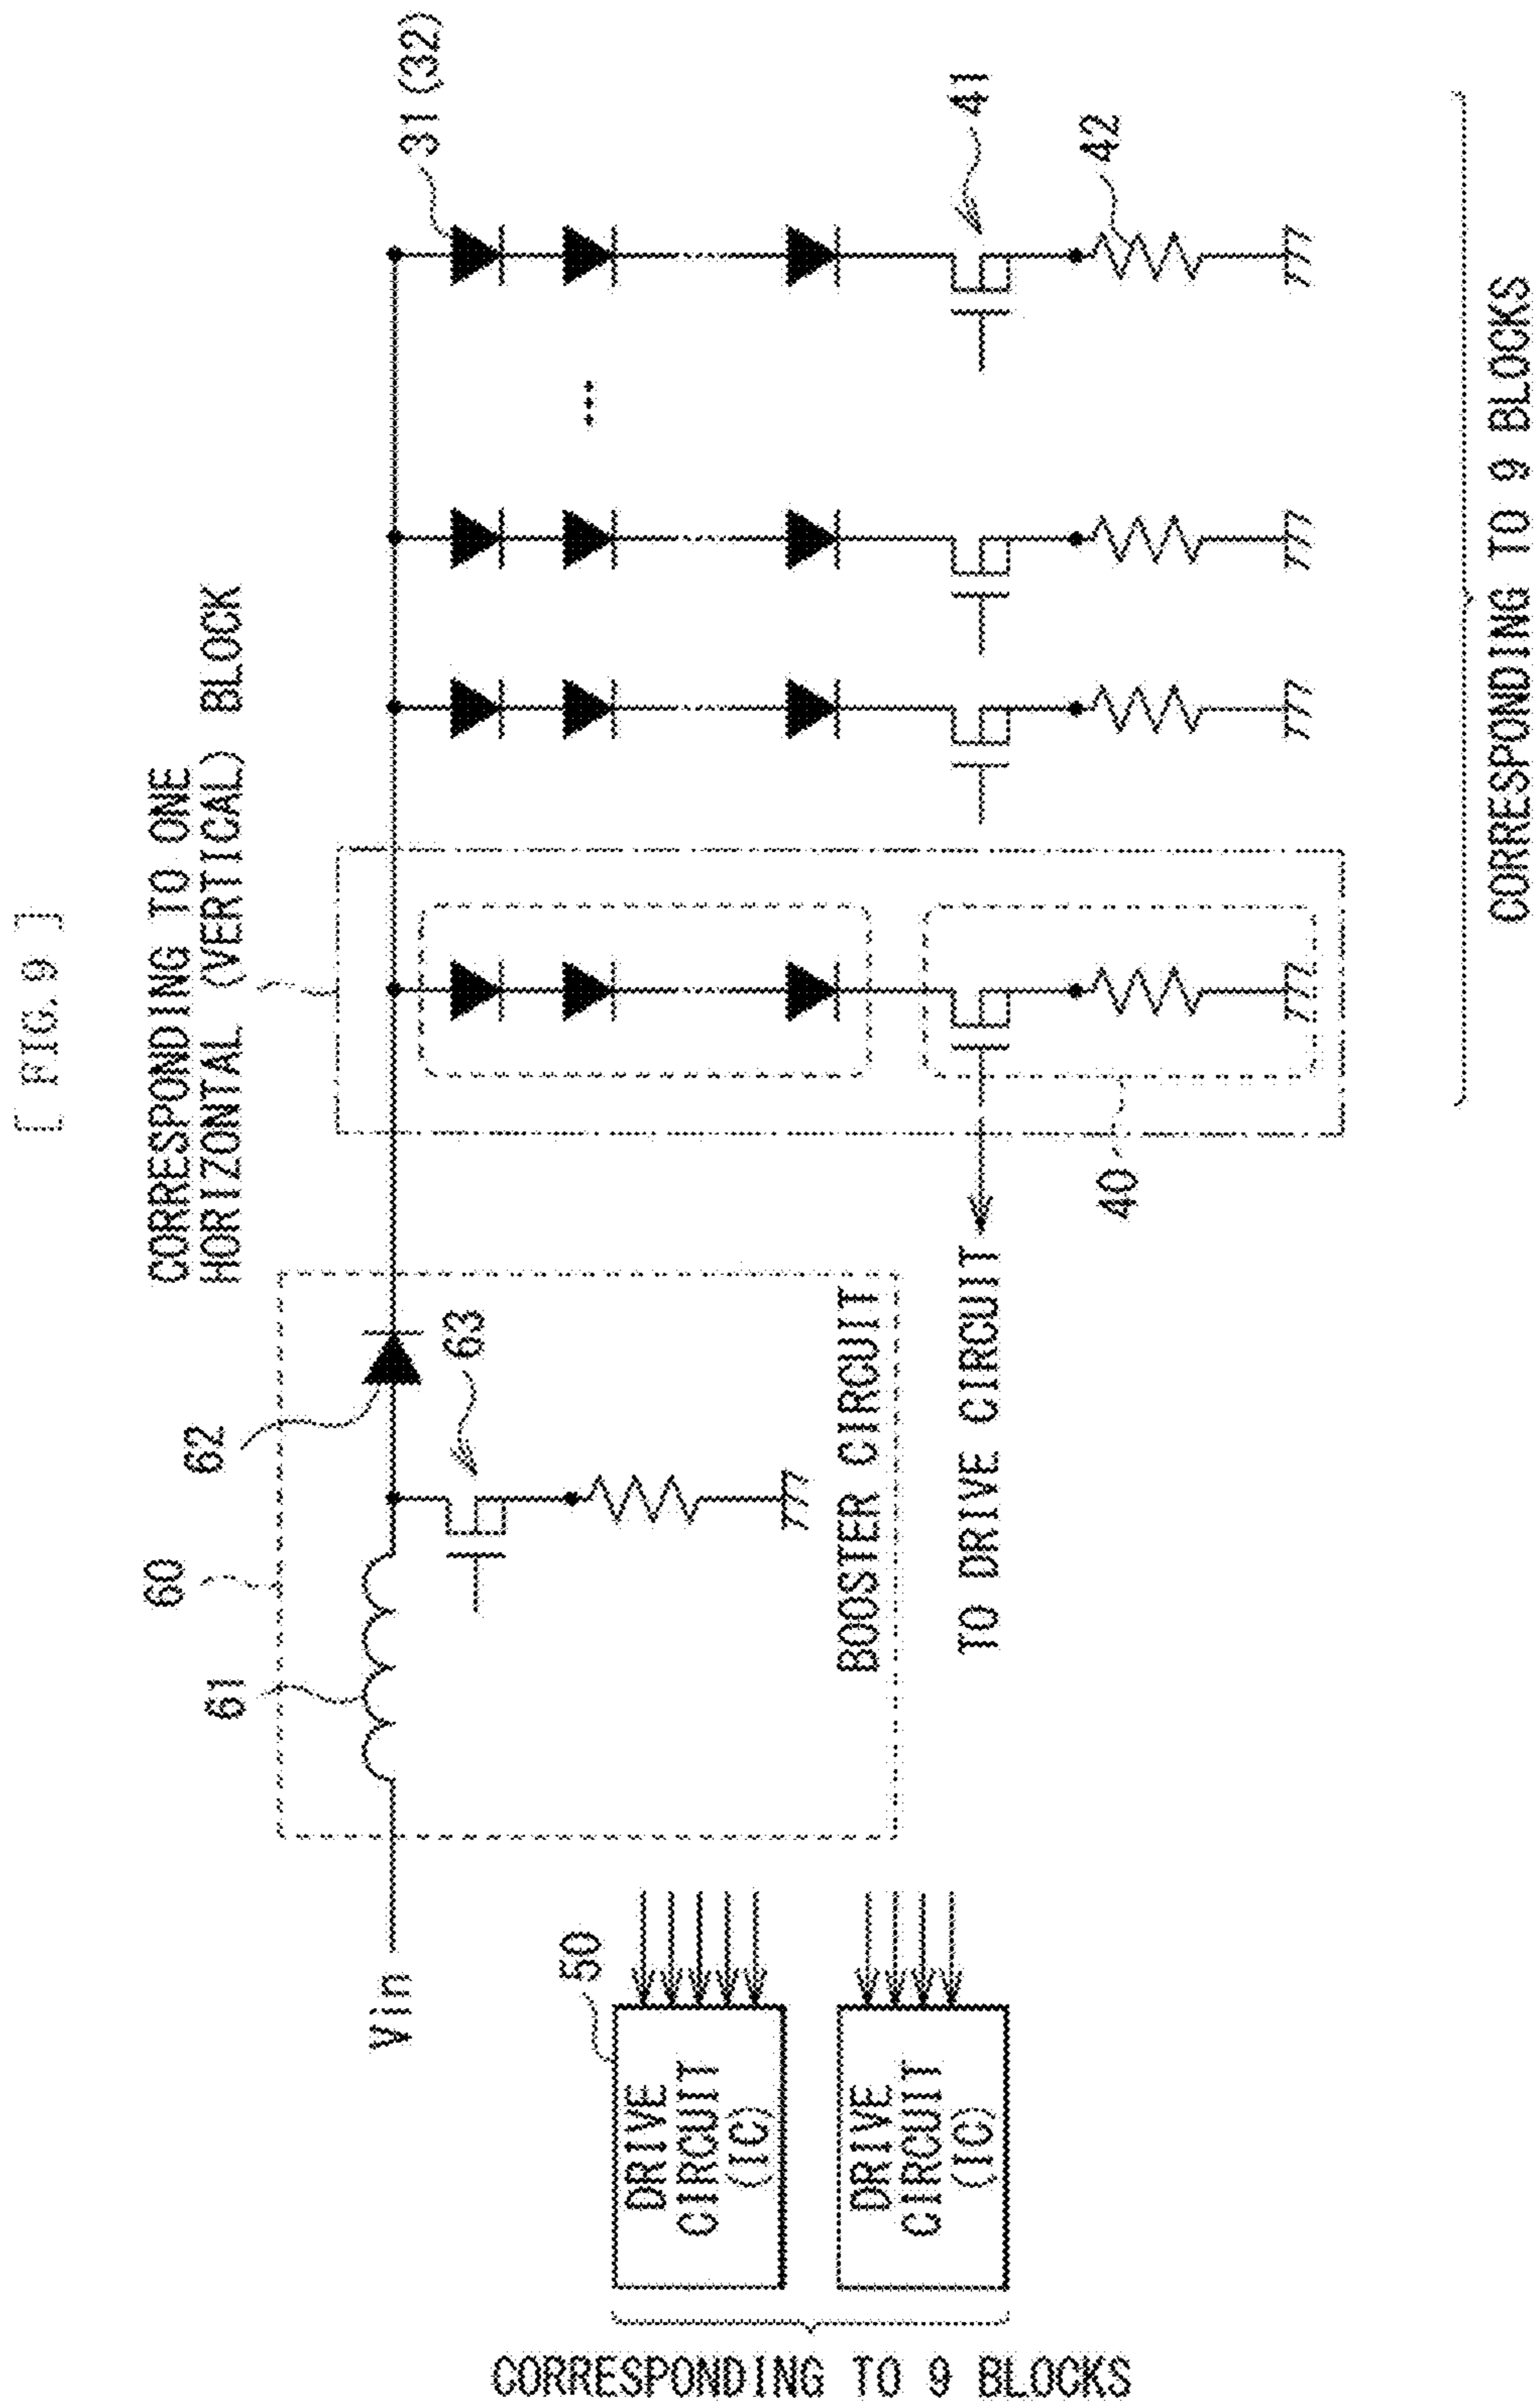 [ FIG. 9 ]
CORRESPONDING TO ONE
HORIZONTAL (VERTICAL) BLOCK
31 (32)
60
61
62
63
Vin
41
42
50
DRIVE
CIRCUIT
(IC)
DRIVE
CIRCUIT
(IC)
BOOSTER CIRCUIT
TO DRIVE CIRCUIT
40
CORRESPONDING TO 9 BLOCKS
CORRESPONDING TO 9 BLOCKS